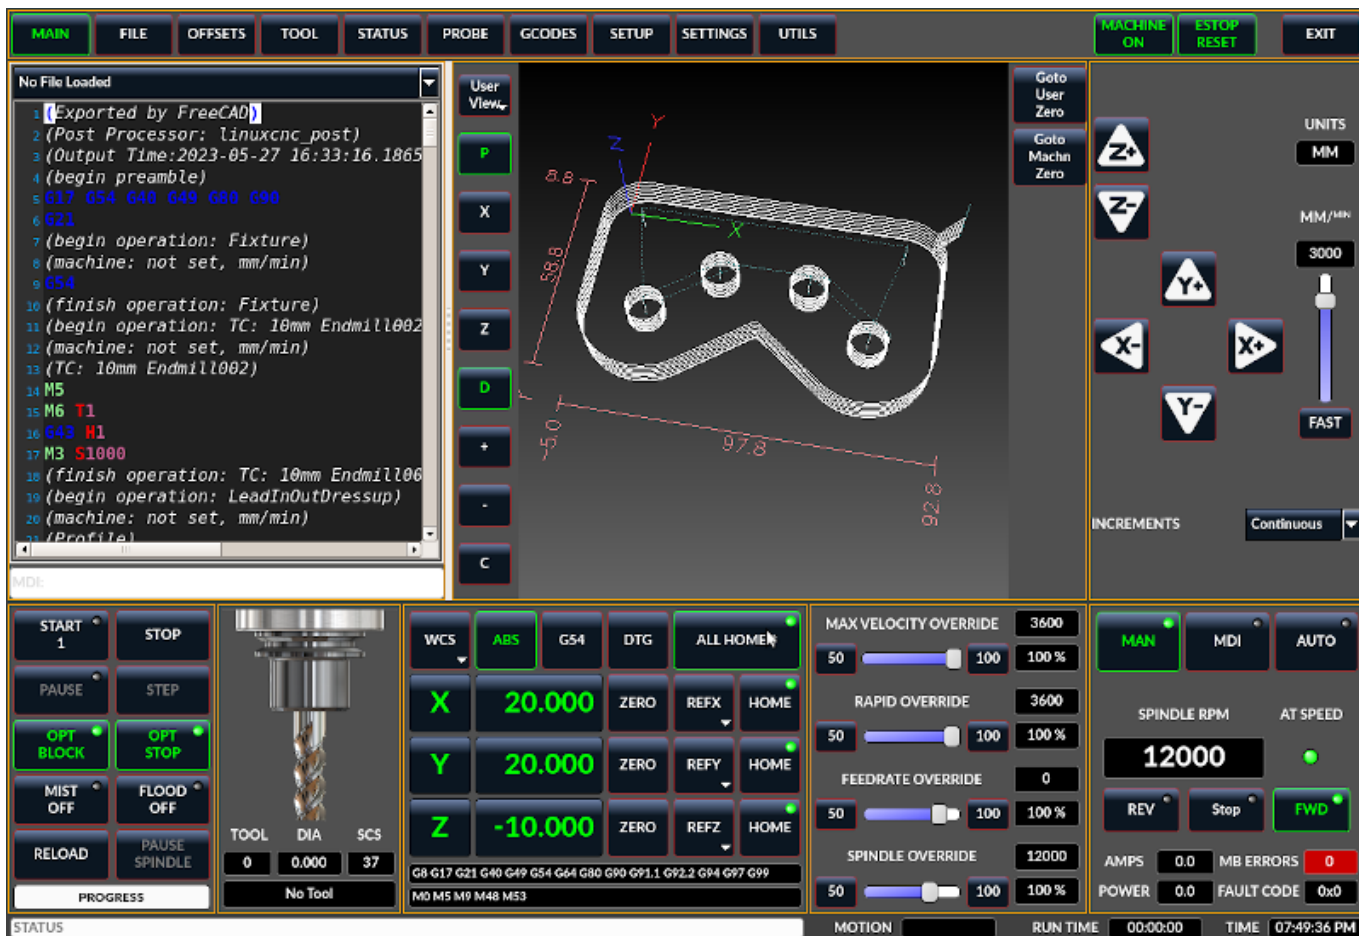 MAIN FILE OFFSETS TOOL STATUS PROBE GCODES SETUP SETTINGS UTILS MACHINE ON ESTOP RESET EXIT
No File Loaded
1 (Exported by FreeCAD)
2 (Post Processor: linuxcnc_post)
3 (Output Time:2023-05-27 16:33:16.1865
4 (begin preamble)
5 G17 G54 G40 G49 G80 G90
6 G21
7 (begin operation: Fixture)
8 (machine: not set, mm/min)
9 G54
10 (finish operation: Fixture)
11 (begin operation: TC: 10mm Endmill002
12 (machine: not set, mm/min)
13 (TC: 10mm Endmill002)
14 M5
15 M6 T1
16 G43 H1
17 M3 S1000
18 (finish operation: TC: 10mm Endmill00
19 (begin operation: LeadInOutDressup)
20 (machine: not set, mm/min)
21 (Profile)
MDI:
User
View
P
X
Y
Z
D
+
-
C
Y
Z
X
8.8
58.8
-5.0
97.8
92.8
Goto
User
Zero
Goto
Machn
Zero
UNITS
MM
Z+
Z-
MM/MIN
3000
Y+
X-
X+
Y-
FAST
INCREMENTS Continuous
START
1
STOP
PAUSE
STEP
OPT
BLOCK
OPT
STOP
MIST
OFF
FLOOD
OFF
RELOAD
PAUSE
SPINDLE
PROGRESS
TOOL DIA SCS
0 0.000 37
No Tool
WCS ABS G54 DTG ALL HOMED
X 20.000 ZERO REFX HOME
Y 20.000 ZERO REFY HOME
Z -10.000 ZERO REFZ HOME
G8 G17 G21 G40 G49 G54 G64 G80 G90 G91.1 G92.2 G94 G97 G99
M0 M5 M9 M48 M53
MAX VELOCITY OVERRIDE 3600
50 100 100 %
RAPID OVERRIDE 3600
50 100 100 %
FEEDRATE OVERRIDE 0
50 100 100 %
SPINDLE OVERRIDE 12000
50 100 100 %
MAN MDI AUTO
SPINDLE RPM AT SPEED
12000
REV Stop FWD
AMPS 0.0 MB ERRORS 0
POWER 0.0 FAULT CODE 0x0
STATUS
MOTION RUN TIME 00:00:00 TIME 07:49:36 PM